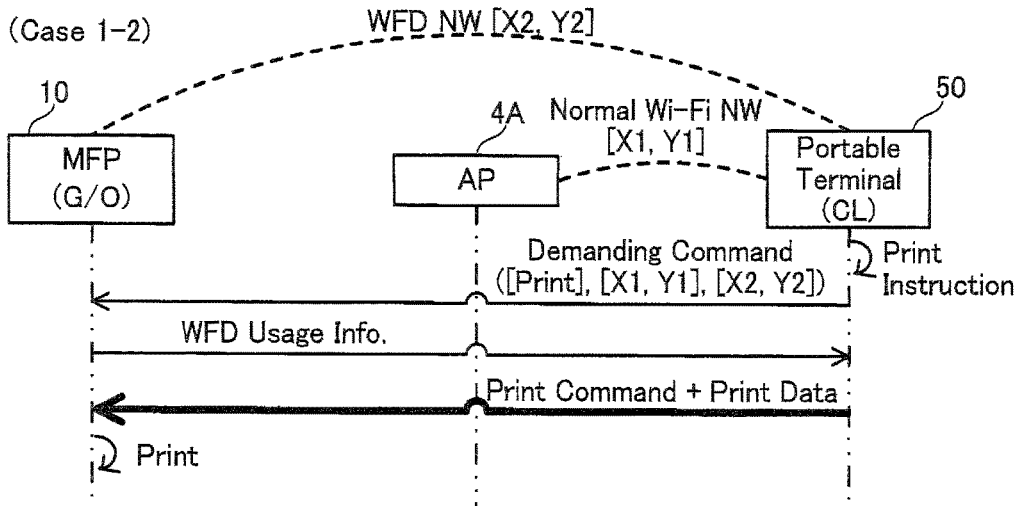 (Case 1-2)
WFD NW [X2, Y2]
10
4A
50
Normal Wi-Fi NW
[X1, Y1]
MFP
(G/O)
AP
Portable
Terminal
(CL)
Demanding Command
([Print], [X1, Y1], [X2, Y2])
Print
Instruction
WFD Usage Info.
Print Command + Print Data
Print